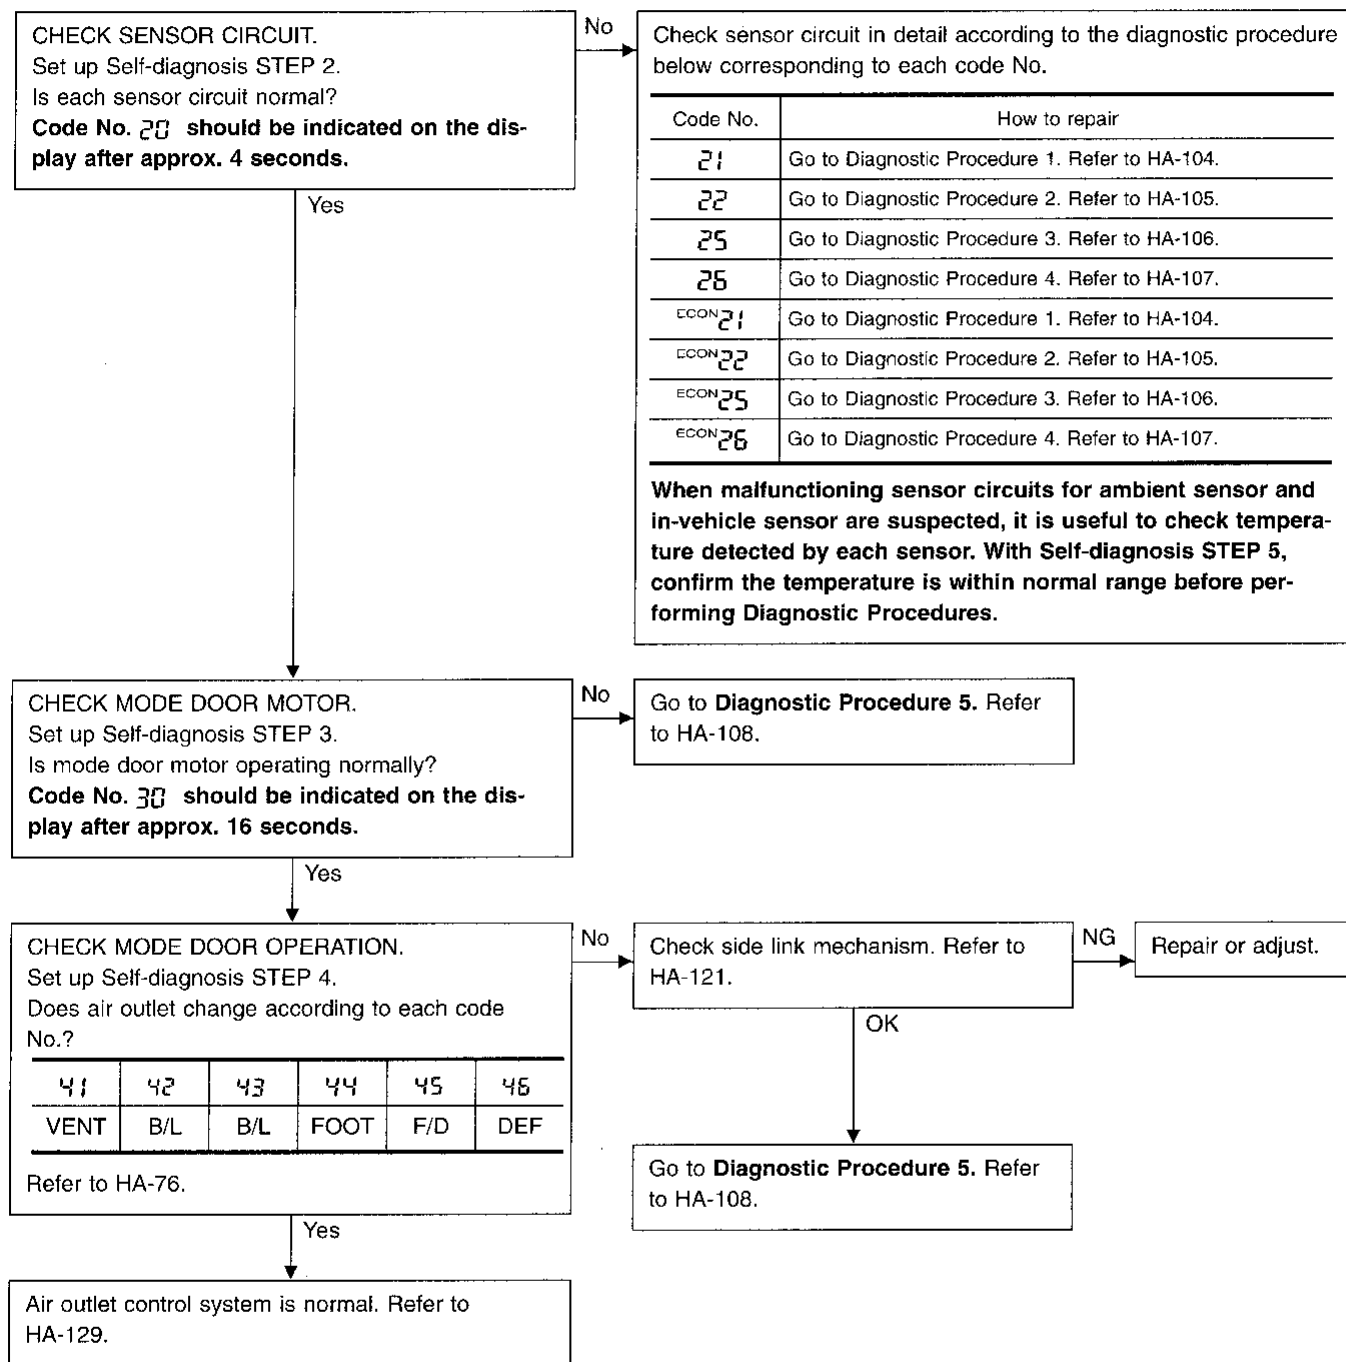 CHECK SENSOR CIRCUIT.
Set up Self-diagnosis STEP 2.
Is each sensor circuit normal?
Code No. 20 should be indicated on the dis-
play after approx. 4 seconds.
No
Check sensor circuit in detail according to the diagnostic procedure
below corresponding to each code No.
Code No. How to repair
21 Go to Diagnostic Procedure 1. Refer to HA-104.
22 Go to Diagnostic Procedure 2. Refer to HA-105.
25 Go to Diagnostic Procedure 3. Refer to HA-106.
26 Go to Diagnostic Procedure 4. Refer to HA-107.
ECON 21 Go to Diagnostic Procedure 1. Refer to HA-104.
ECON 22 Go to Diagnostic Procedure 2. Refer to HA-105.
ECON 25 Go to Diagnostic Procedure 3. Refer to HA-106.
ECON 26 Go to Diagnostic Procedure 4. Refer to HA-107.
When malfunctioning sensor circuits for ambient sensor and
in-vehicle sensor are suspected, it is useful to check tempera-
ture detected by each sensor. With Self-diagnosis STEP 5,
confirm the temperature is within normal range before per-
forming Diagnostic Procedures.
Yes
CHECK MODE DOOR MOTOR.
Set up Self-diagnosis STEP 3.
Is mode door motor operating normally?
Code No. 30 should be indicated on the dis-
play after approx. 16 seconds.
No
Go to Diagnostic Procedure 5. Refer
to HA-108.
Yes
CHECK MODE DOOR OPERATION.
Set up Self-diagnosis STEP 4.
Does air outlet change according to each code
No.?
41 42 43 44 45 46
VENT B/L B/L FOOT F/D DEF
Refer to HA-76.
No
Check side link mechanism. Refer to
HA-121.
NG
Repair or adjust.
OK
Go to Diagnostic Procedure 5. Refer
to HA-108.
Yes
Air outlet control system is normal. Refer to
HA-129.